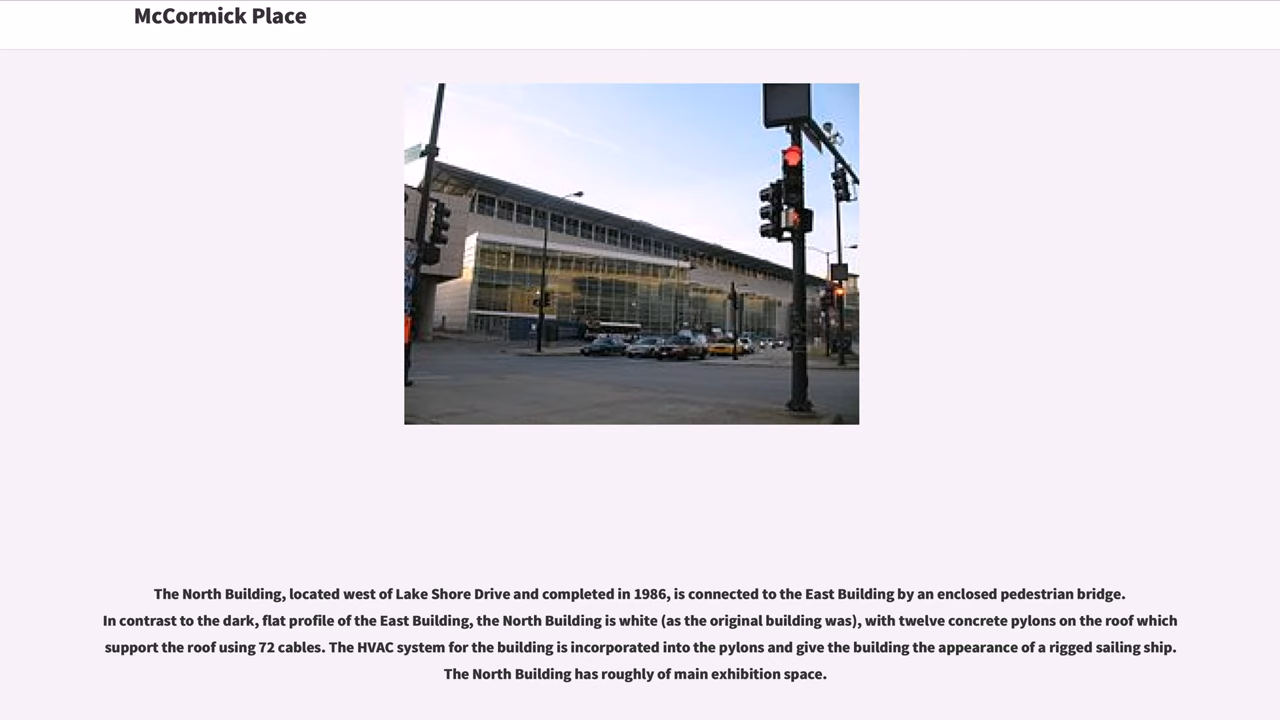 McCormick Place
The North Building, located west of Lake Shore Drive and completed in 1986, is connected to the East Building by an enclosed pedestrian bridge.
In contrast to the dark, flat profile of the East Building, the North Building is white (as the original building was), with twelve concrete pylons on the roof which
support the roof using 72 cables. The HVAC system for the building is incorporated into the pylons and give the building the appearance of a rigged sailing ship.
The North Building has roughly of main exhibition space.